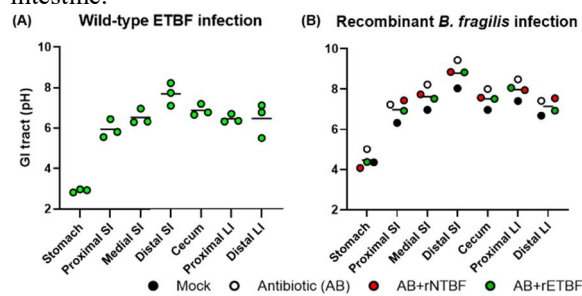 intestine.
(A) Wild-type ETBF infection
(B) Recombinant B. fragilis infection
GI tract (pH)
10
8
6
4
2
10
8
6
4
2
Stomach
Proximal SI
Medial SI
Distal SI
Cecum
Proximal LI
Distal LI
Stomach
Proximal SI
Medial SI
Distal SI
Cecum
Proximal LI
Distal LI
Mock Antibiotic (AB) AB+rNTBF AB+rETBF